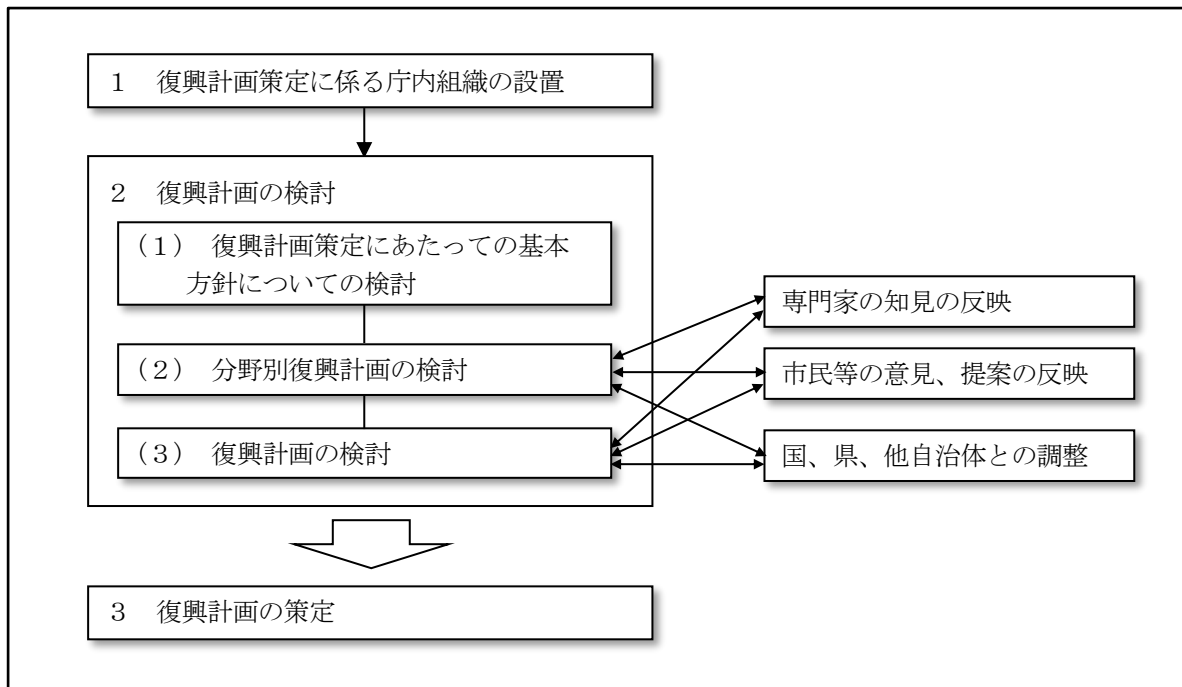 １　復興計画策定に係る庁内組織の設置
２　復興計画の検討
（１）　復興計画策定にあたっての基本
方針についての検討
（２）　分野別復興計画の検討
（３）　復興計画の検討
専門家の知見の反映
市民等の意見、提案の反映
国、県、他自治体との調整
３　復興計画の策定